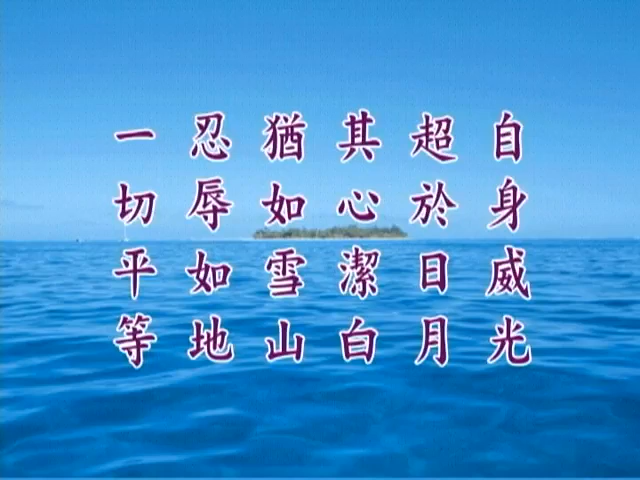 自身威光
超於日月
其心潔白
猶如雪山
忍辱如地
一切平等